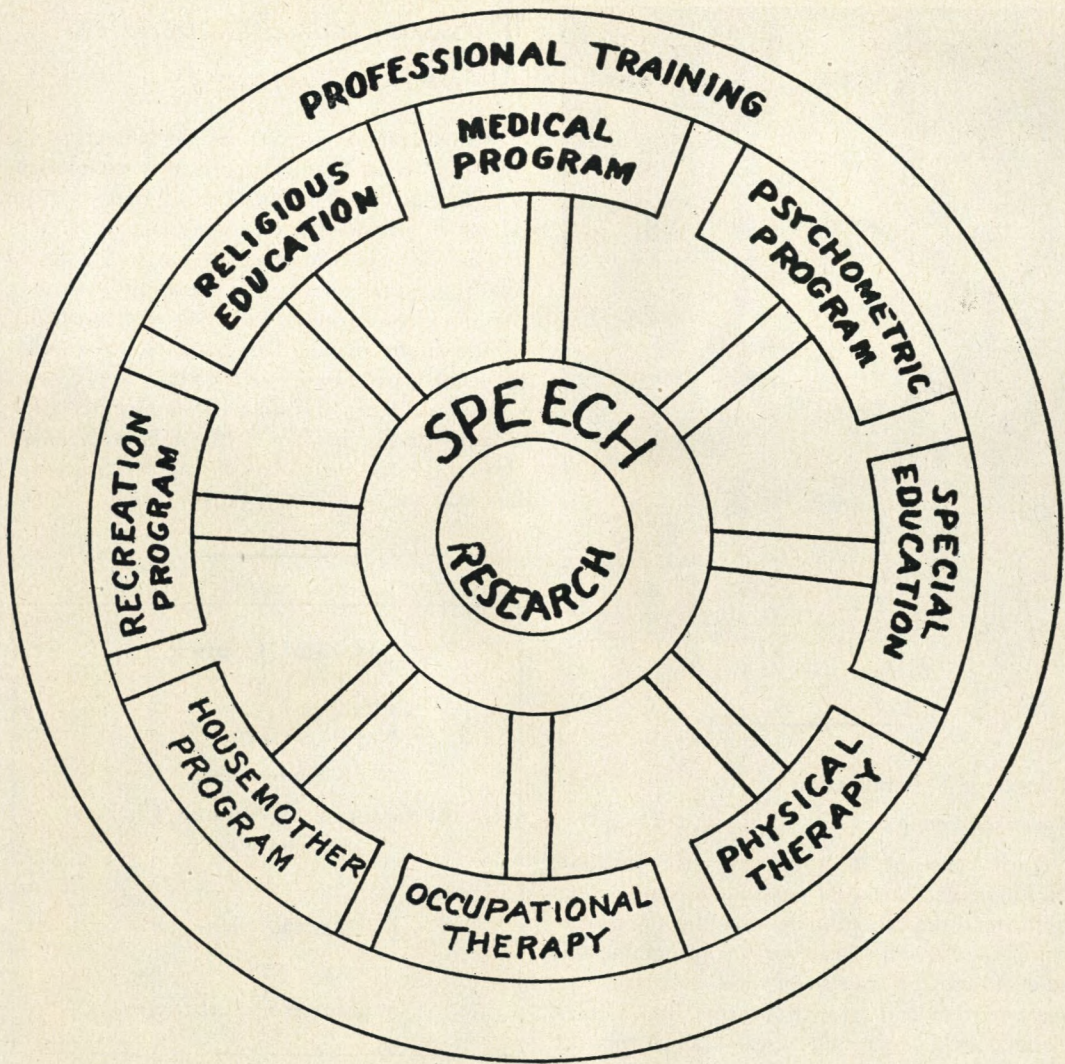 PROFESSIONAL TRAINING
MEDICAL
PROGRAM
PSYCHOMETRIC
PROGRAM
SPECIAL
EDUCATION
PHYSICAL
THERAPY
OCCUPATIONAL
THERAPY
HOUSEMOTHER
PROGRAM
RECREATION
PROGRAM
RELIGIOUS
EDUCATION
SPEECH
RESEARCH